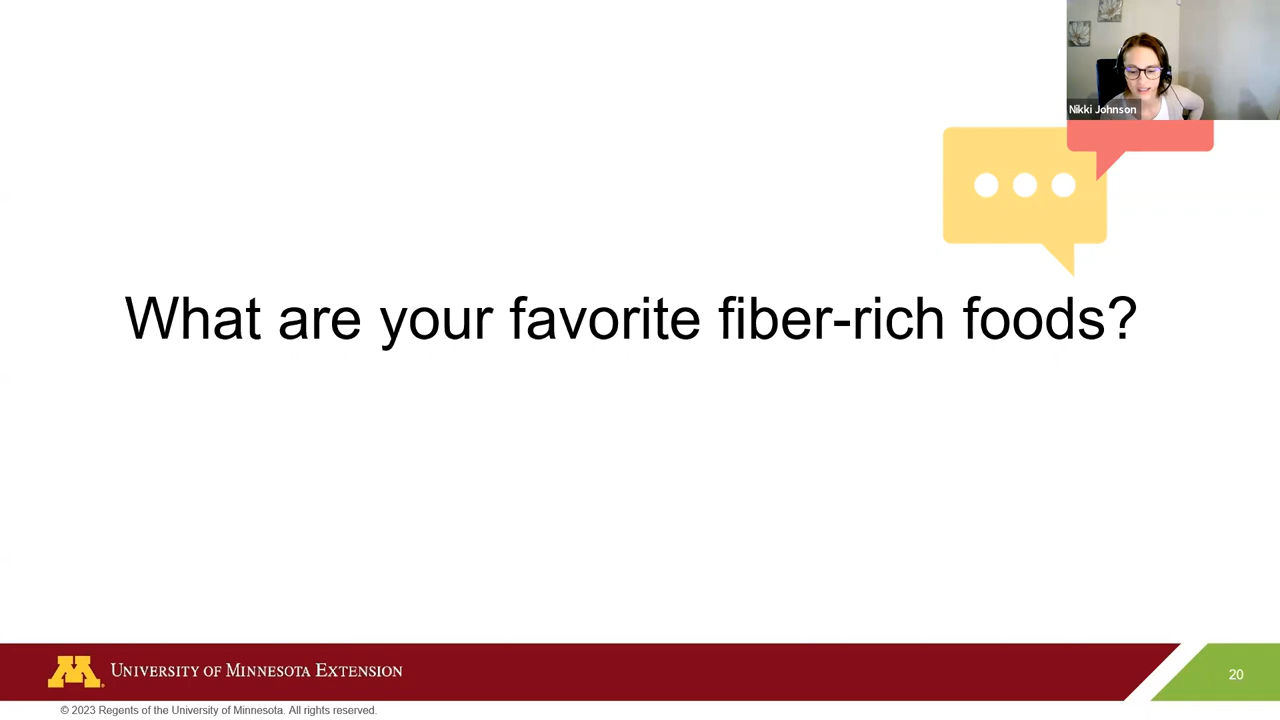 Nikki Johnson
What are your favorite fiber-rich foods?
UNIVERSITY OF MINNESOTA EXTENSION
20
© 2023 Regents of the University of Minnesota. All rights reserved.